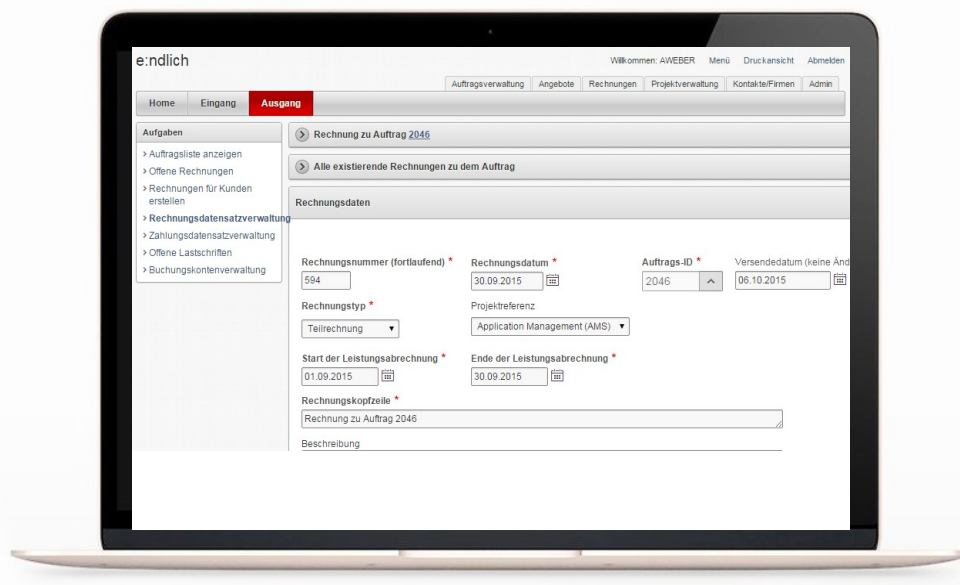 e:ndlich
Willkommen: AWEBER Menü Druckansicht Abmelden
Auftragsverwaltung Angebote Rechnungen Projektverwaltung Kontakte/Firmen Admin
Home Eingang Ausgang
Aufgaben
> Auftragsliste anzeigen
> Offene Rechnungen
> Rechnungen für Kunden
erstellen
> Rechnungsdatensatzverwaltung
> Zahlungsdatensatzverwaltung
> Offene Lastschriften
> Buchungskontenverwaltung
Rechnung zu Auftrag 2046
Alle existierende Rechnungen zu dem Auftrag
Rechnungsdaten
Rechnungsnummer (fortlaufend) * Rechnungsdatum * Auftrags-ID * Versendedatum (keine Änd
594 30.09.2015 2046 06.10.2015
Rechnungstyp * Projektreferenz
Teilrechnung Application Management (AMS)
Start der Leistungsabrechnung * Ende der Leistungsabrechnung *
01.09.2015 30.09.2015
Rechnungskopfzeile *
Rechnung zu Auftrag 2046
Beschreibung